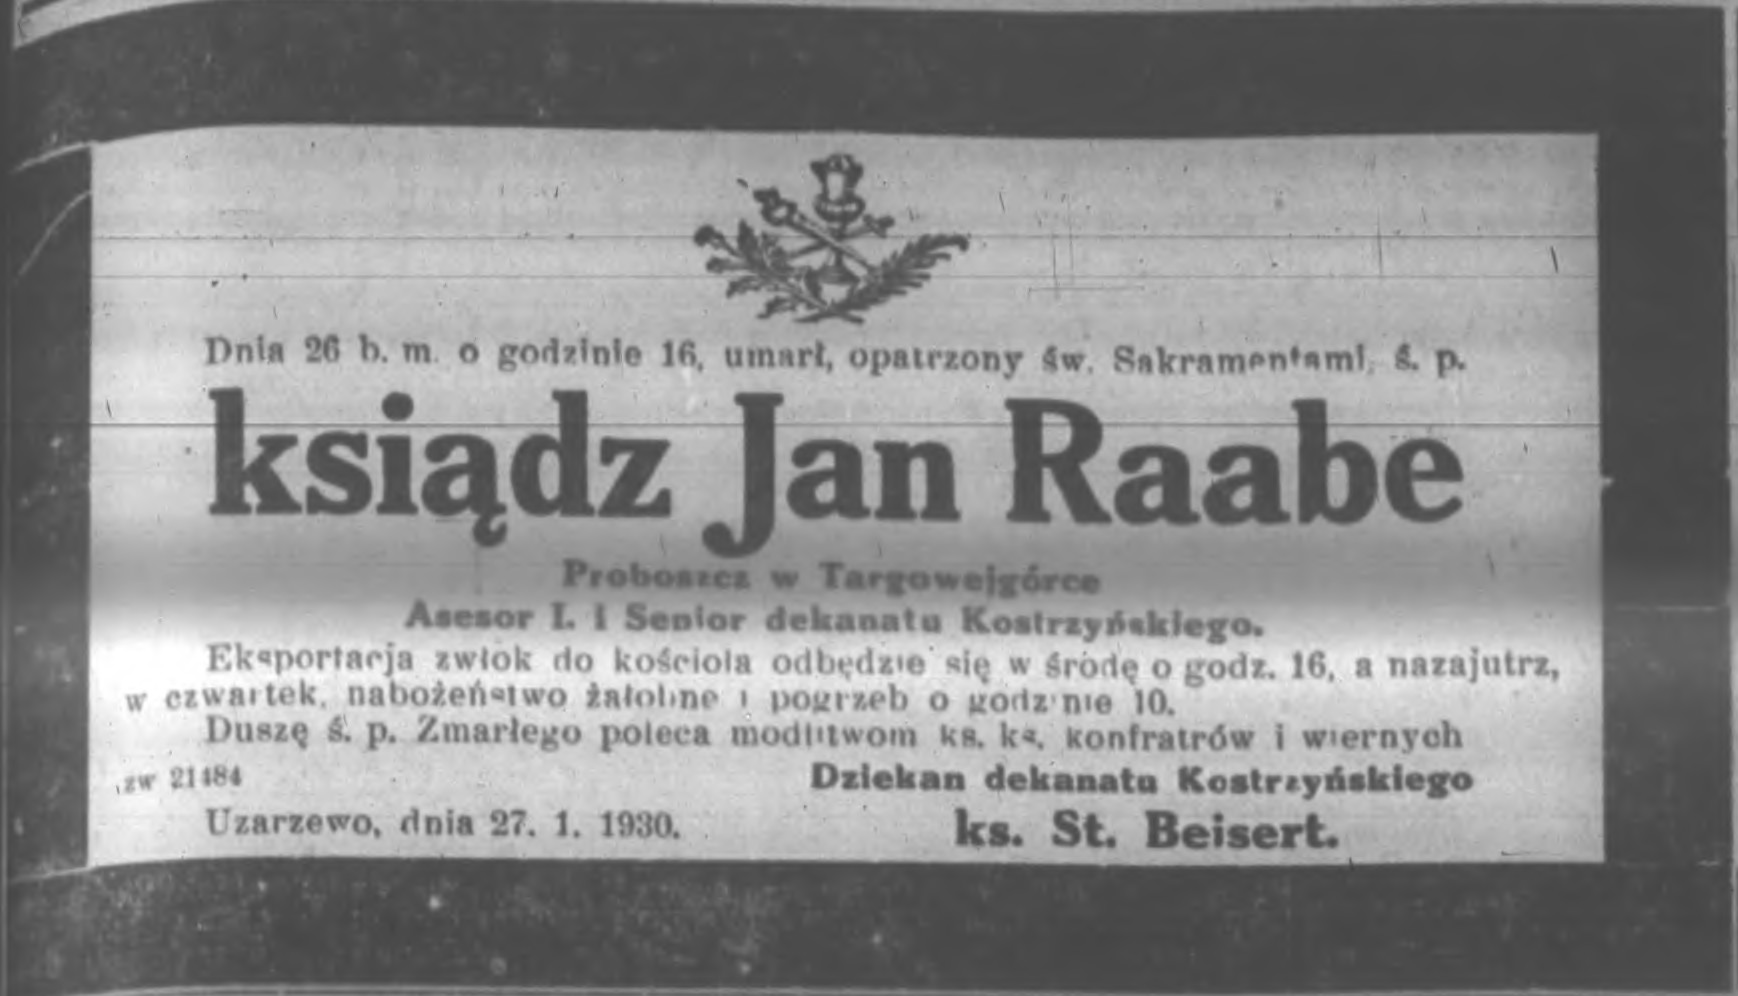 Dnia 26 b. m. o godzinie 16, umarł, opatrzony św. Sakramentami, ś. p.
ksiądz Jan Raabe
Proboszcz w Targowejgórce
Asesor I. i Senior dekanatu Kostrzyńskiego.
Eksportacja zwłok do kościoła odbędzie się w środę o godz. 16, a nazajutrz,
w czwartek, nabożeństwo żałobne i pogrzeb o godzinie 10.
Duszę ś. p. Zmarłego poleca modlitwom ks. ks. konfratrów i wiernych
zw 21484
Dziekan dekanatu Kostrzyńskiego
Uzarzewo, dnia 27. 1. 1930.
ks. St. Beisert.